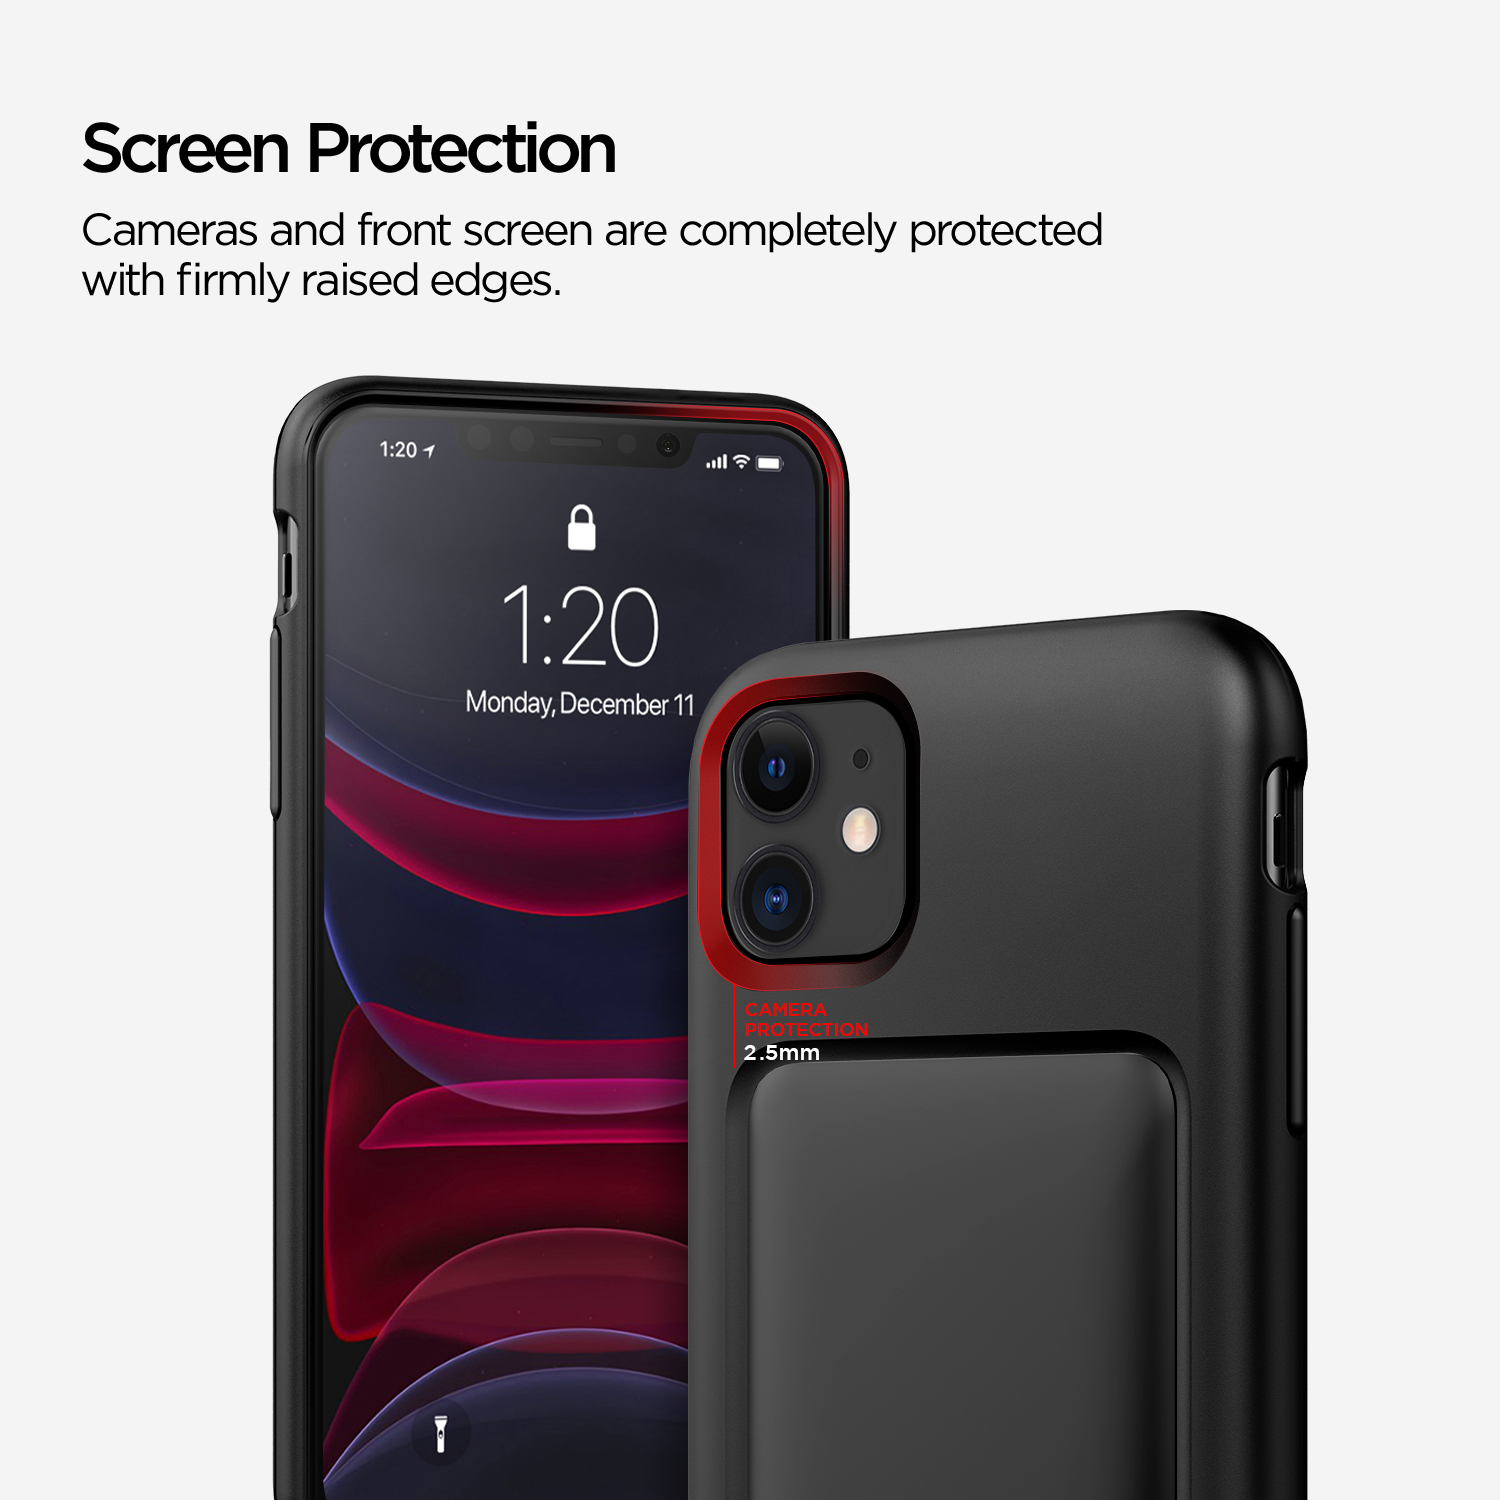 Screen Protection
Cameras and front screen are completely protected
with firmly raised edges.
1:20
1:20
Monday, December 11
CAMERA
PROTECTION
2.5mm